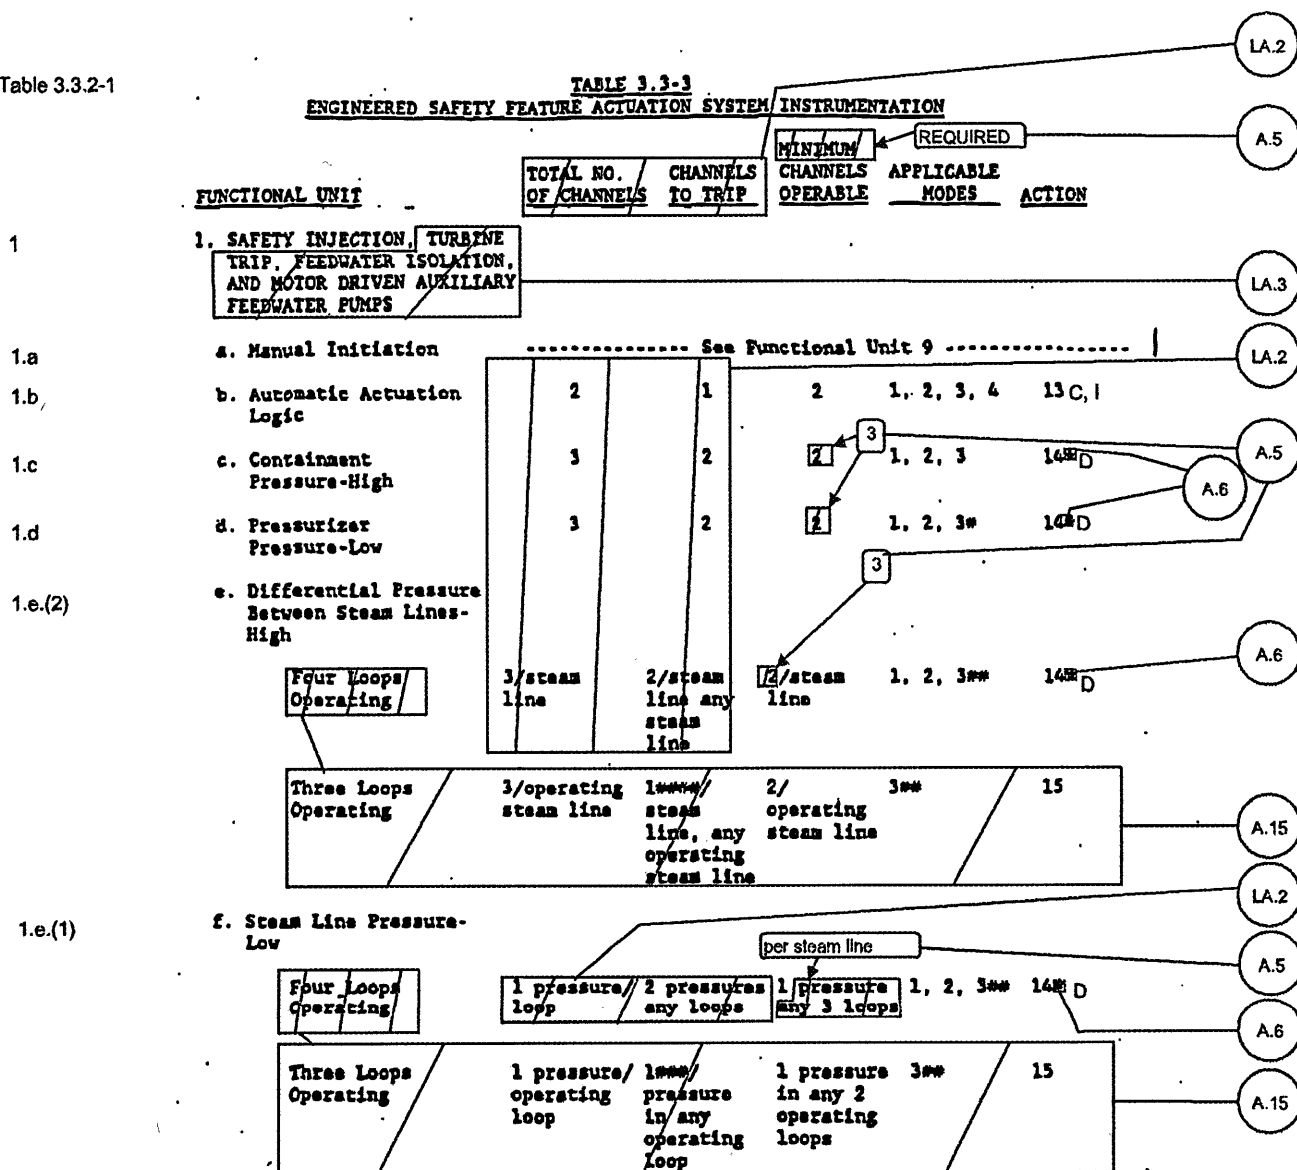 LA.2
Table 3.3.2-1
TABLE 3.3-3
ENGINEERED SAFETY FEATURE ACTUATION SYSTEM INSTRUMENTATION
REQUIRED
A.5
MINIMUM
TOTAL NO. CHANNELS CHANNELS APPLICABLE
FUNCTIONAL UNIT OF CHANNELS TO TRIP OPERABLE MODES ACTION
1 1. SAFETY INJECTION, TURBINE
TRIP, FEEDWATER ISOLATION,
AND MOTOR DRIVEN AUXILIARY
FEEDWATER PUMPS
LA.3
1.a a. Manual Initiation --------------- See Functional Unit 9 -----------------
LA.2
1.b b. Automatic Actuation 2 1 2 1, 2, 3, 4 13 C, I
Logic
3
A.5
1.c c. Containment 3 2 2 1, 2, 3 14* D
Pressure-High
A.6
1.d d. Pressurizer 3 2 2 1, 2, 3# 14* D
Pressure-Low
3
1.e.(2) e. Differential Pressure
Between Steam Lines-
High
A.6
Four Loops 3/steam 2/steam 2/steam 1, 2, 3## 14* D
Operating line line any line
steam
line
Three Loops 3/operating 1####/ 2/ 3## 15
Operating steam line steam operating
line, any steam line
operating
steam line
A.15
LA.2
1.e.(1) f. Steam Line Pressure-
Low
per steam line
A.5
Four Loops 1 pressure/ 2 pressures 1 pressure 1, 2, 3## 14* D
Operating loop any loops any 3 loops
A.6
Three Loops 1 pressure/ 1###/ 1 pressure 3## 15
Operating operating pressure in any 2
loop in any operating
operating loops
loop
A.15